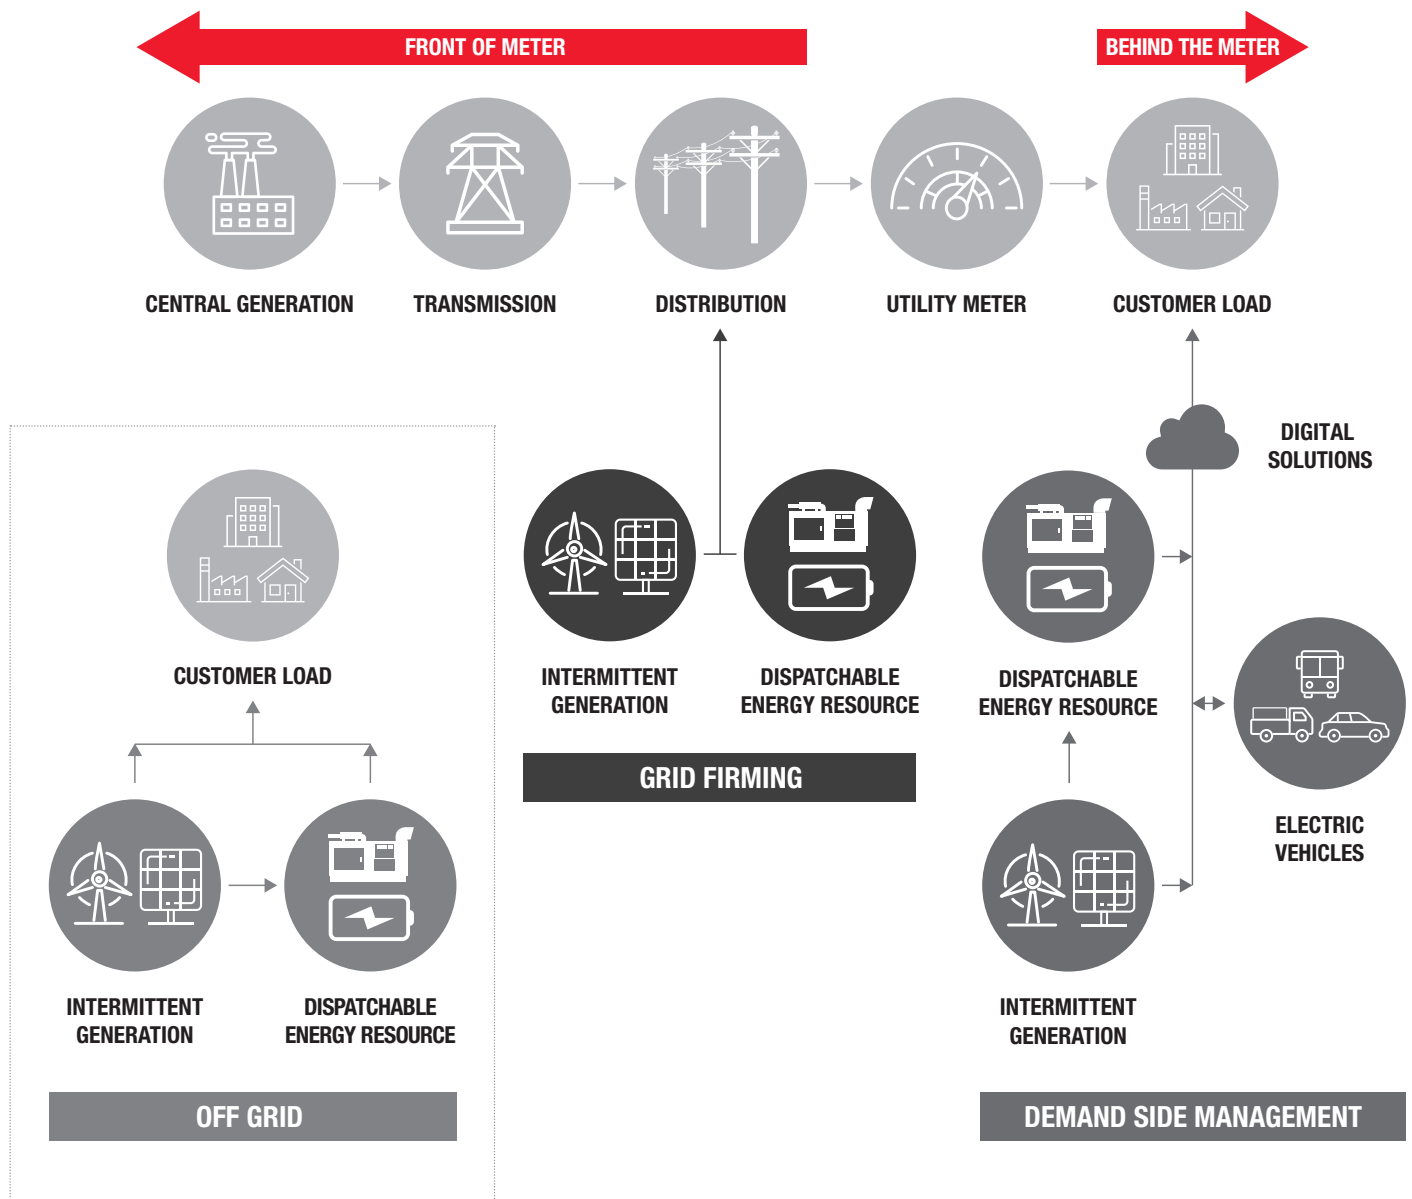 FRONT OF METER
BEHIND THE METER
CENTRAL GENERATION
TRANSMISSION
DISTRIBUTION
UTILITY METER
CUSTOMER LOAD
DIGITAL
SOLUTIONS
CUSTOMER LOAD
INTERMITTENT
GENERATION
DISPATCHABLE
ENERGY RESOURCE
OFF GRID
INTERMITTENT
GENERATION
DISPATCHABLE
ENERGY RESOURCE
GRID FIRMING
DISPATCHABLE
ENERGY RESOURCE
ELECTRIC
VEHICLES
INTERMITTENT
GENERATION
DEMAND SIDE MANAGEMENT